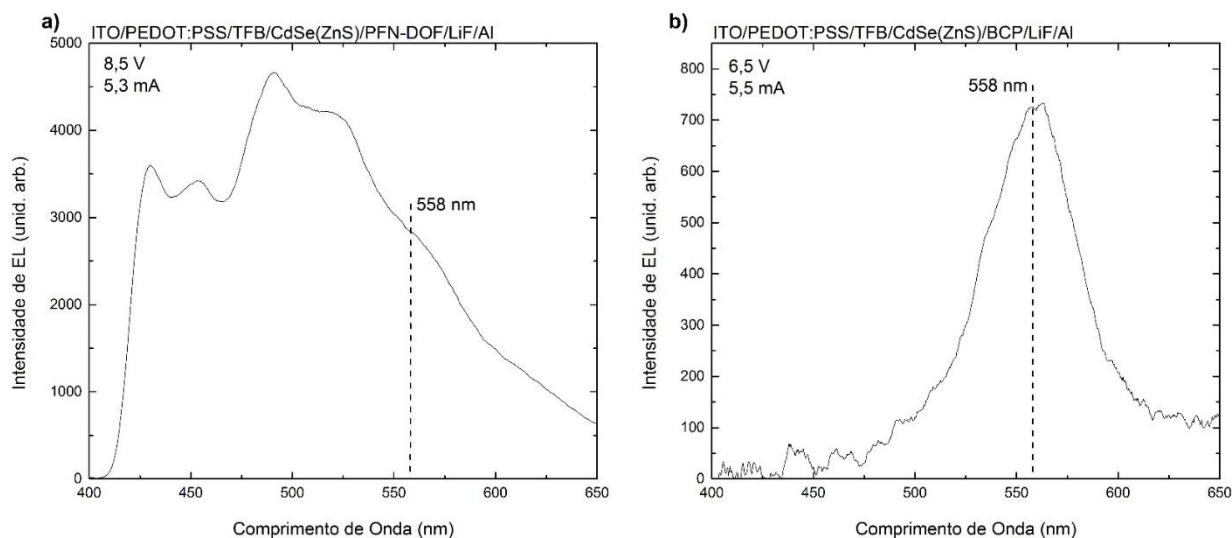 a)
ITO/PEDOT:PSS/TFB/CdSe(ZnS)/PFN-DOF/LiF/Al
8,5 V
5,3 mA
558 nm
Intensidade de EL (unid. arb.)
5000
4000
3000
2000
1000
0
400 450 500 550 600 650
Comprimento de Onda (nm)
b)
ITO/PEDOT:PSS/TFB/CdSe(ZnS)/BCP/LiF/Al
6,5 V
5,5 mA
558 nm
Intensidade de EL (unid. arb.)
800
700
600
500
400
300
200
100
0
400 450 500 550 600 650
Comprimento de Onda (nm)